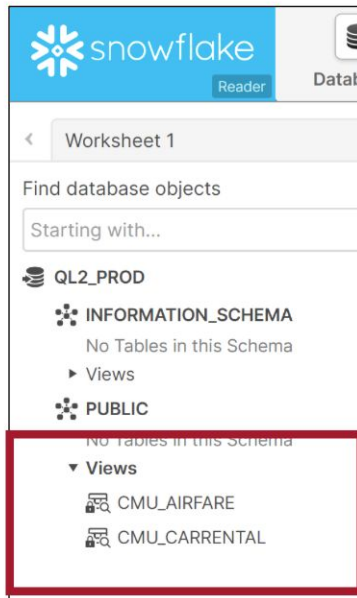 snowflake
Reader
Datab
Worksheet 1
Find database objects
Starting with...
QL2_PROD
INFORMATION_SCHEMA
No Tables in this Schema
Views
PUBLIC
No Tables in this Schema
Views
CMU_AIRFARE
CMU_CARRENTAL